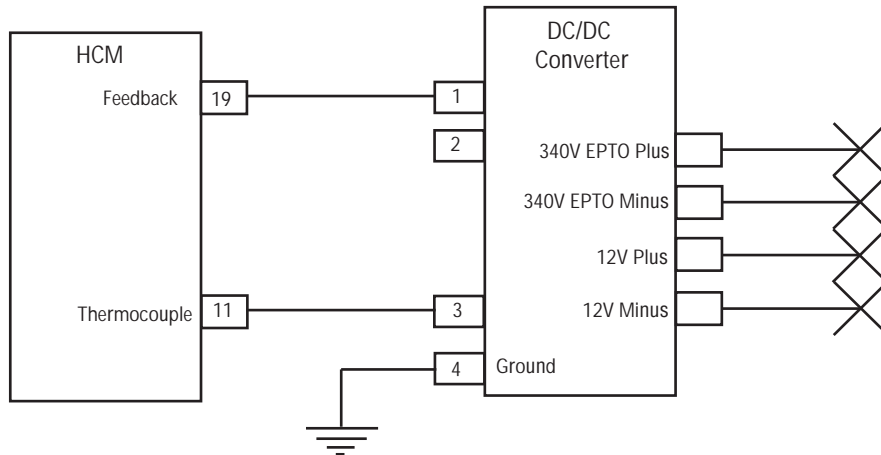 HCM
Feedback
19
Thermocouple
11
DC/DC
Converter
1
2
3
4
Ground
340V EPTO Plus
340V EPTO Minus
12V Plus
12V Minus